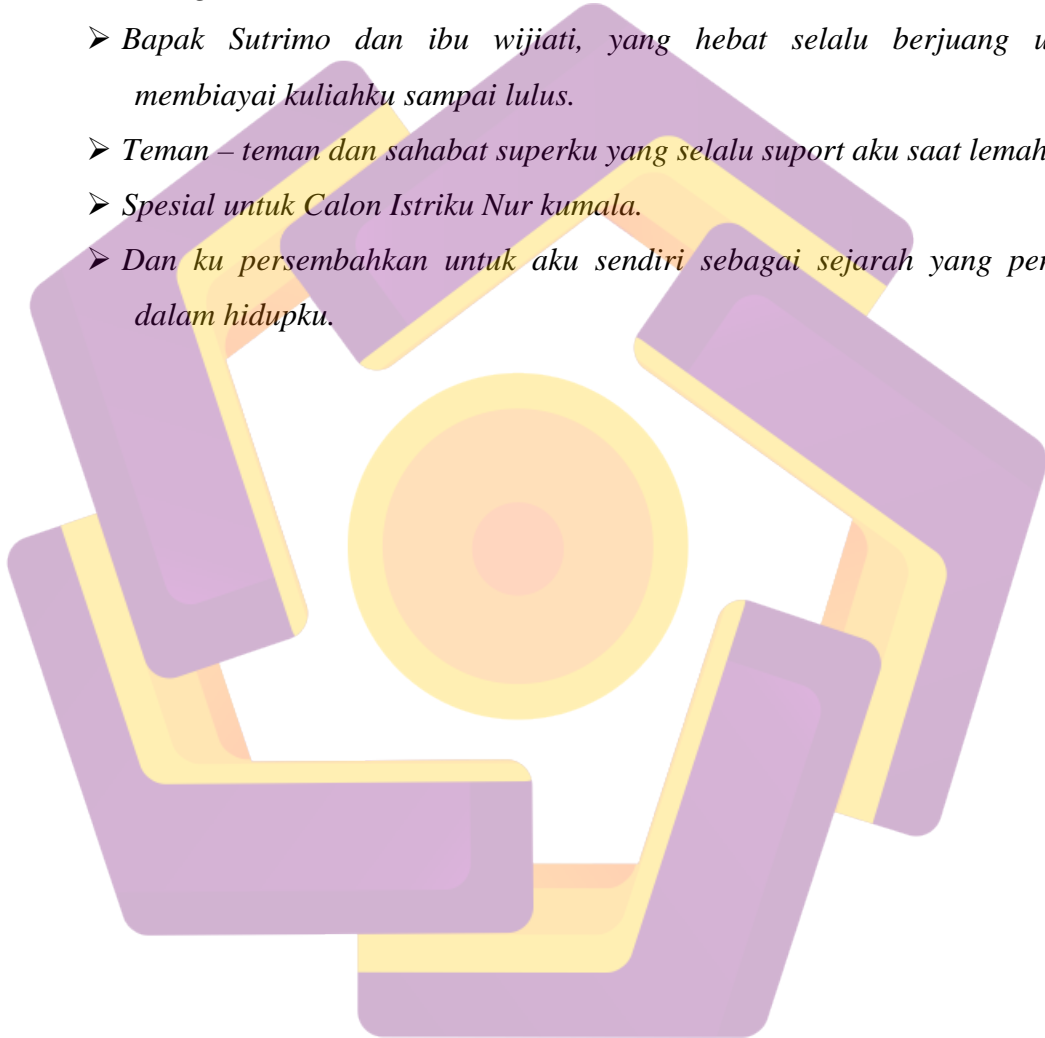 ➤ Bapak Sutrimo dan ibu wijiati, yang hebat selalu berjuang
membiayai kuliahku sampai lulus.
➤ Teman – teman dan sahabat superku yang selalu suport aku saat lemah
➤ Spesial untuk Calon Istriku Nur kumala.
➤ Dan ku persembahkan untuk aku sendiri sebagai sejarah yang
dalam hidupku.